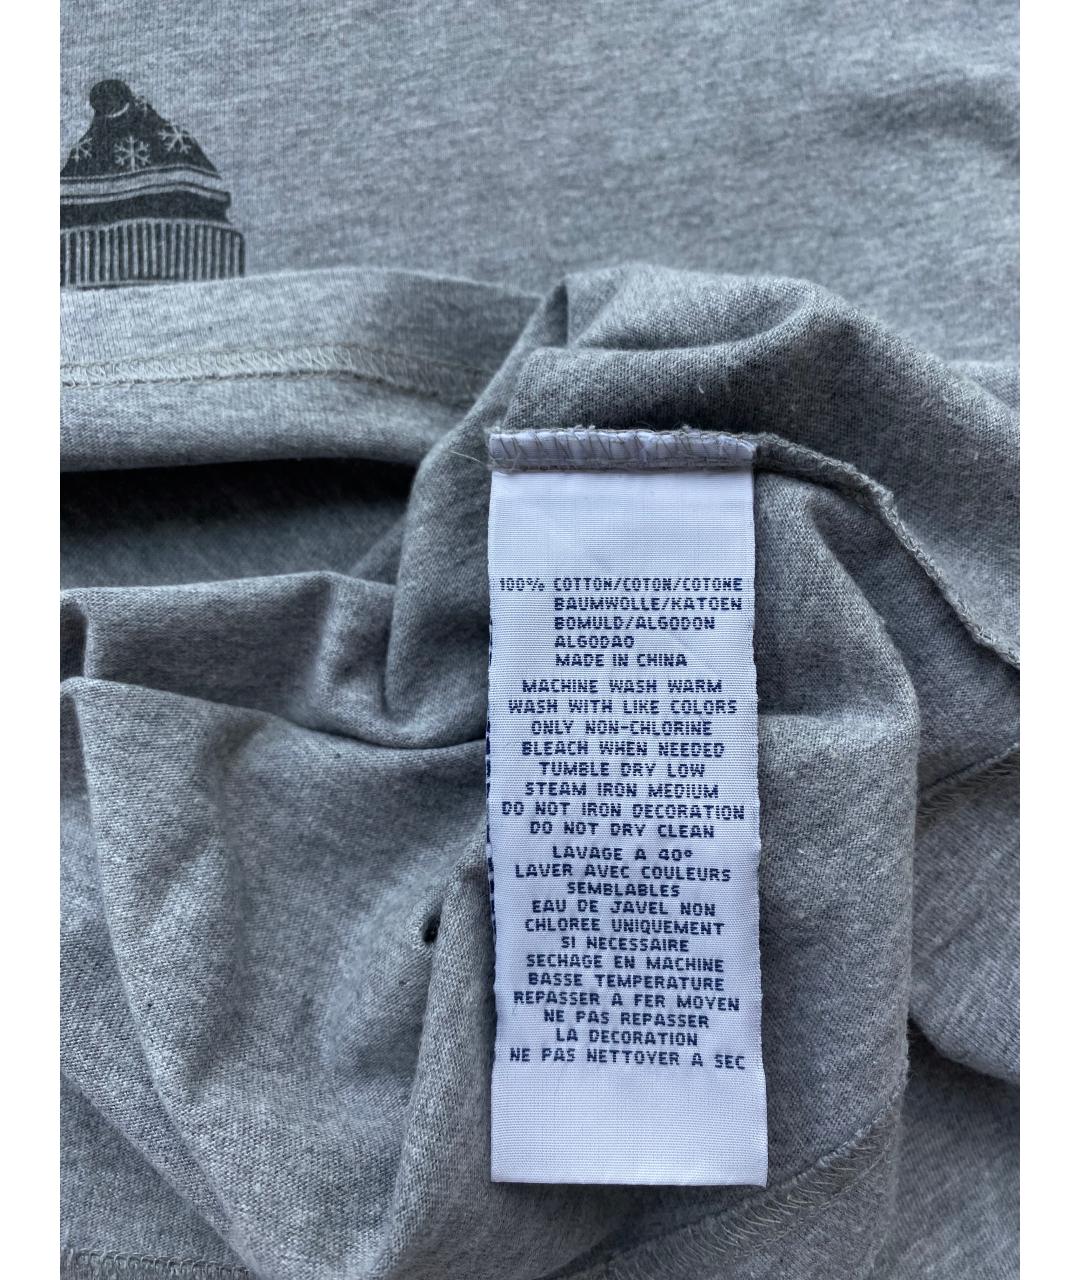 100% COTTON/COTON/COTONE
BAUMWOLLE/KATOEN
BOMULD/ALGODON
ALGODAO
MADE IN CHINA
MACHINE WASH WARM
WASH WITH LIKE COLORS
ONLY NON-CHLORINE
BLEACH WHEN NEEDED
TUMBLE DRY LOW
STEAM IRON MEDIUM
DO NOT IRON DECORATION
DO NOT DRY CLEAN
LAVAGE A 40°
LAVER AVEC COULEURS
SEMBLABLES
EAU DE JAVEL NON
CHLOREE UNIQUEMENT
SI NECESSAIRE
SECHAGE EN MACHINE
BASSE TEMPERATURE
REPASSER A FER MOYEN
NE PAS REPASSER
LA DECORATION
NE PAS NETTOYER A SEC